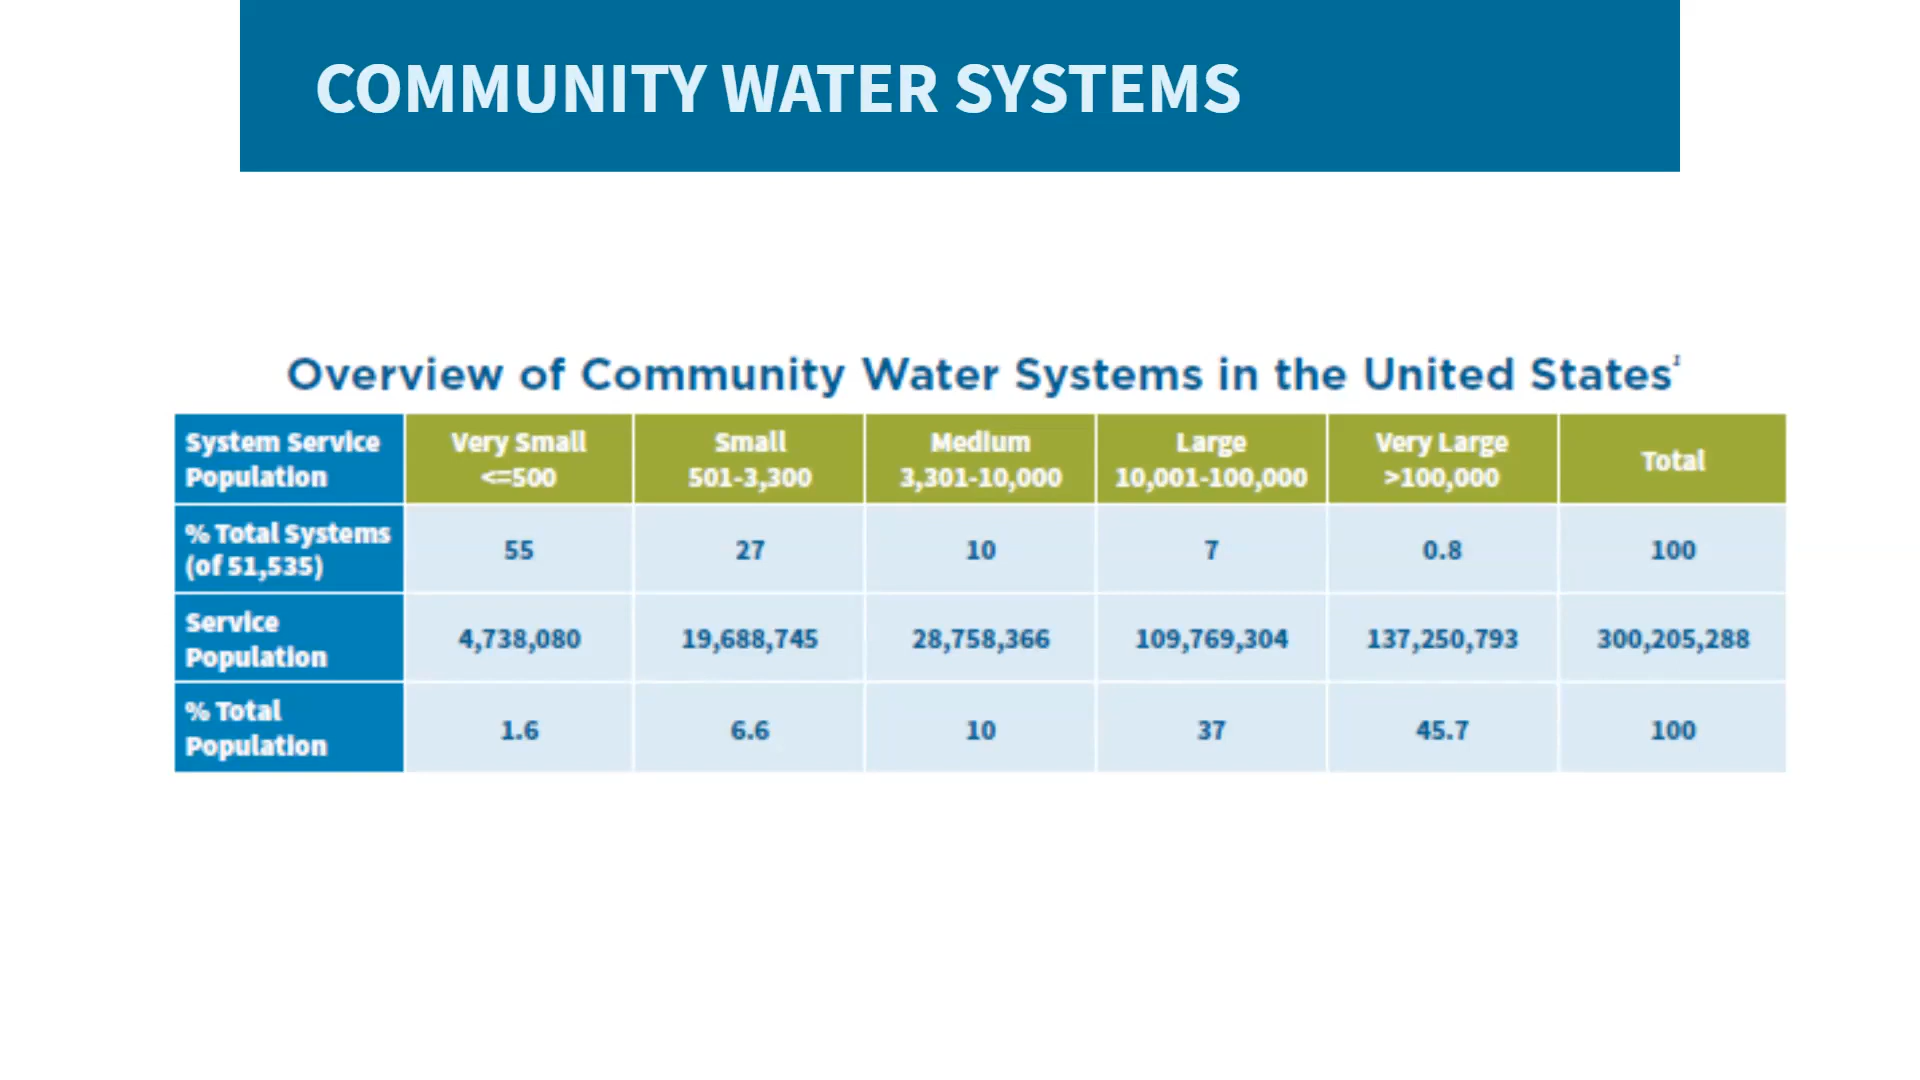 COMMUNITY WATER SYSTEMS
Overview of Community Water Systems in the United States¹
System Service Population
Very Small <=500
Small 501-3,300
Medium 3,301-10,000
Large 10,001-100,000
Very Large >100,000
Total
% Total Systems (of 51,535)
55
27
10
7
0.8
100
Service Population
4,738,080
19,688,745
28,758,366
109,769,304
137,250,793
300,205,288
% Total Population
1.6
6.6
10
37
45.7
100